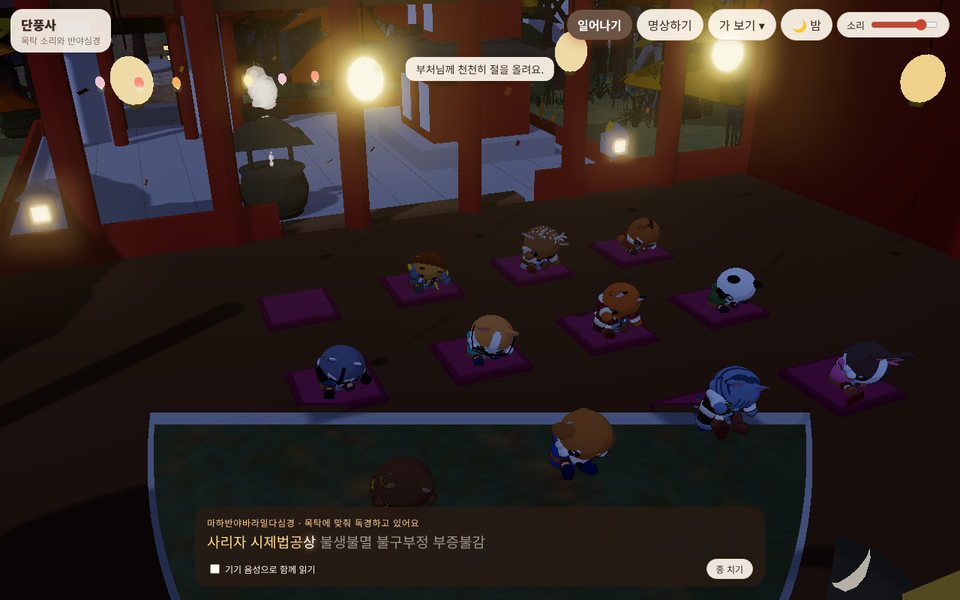 단풍사
목탁 소리와 반야심경
일어나기
명상하기
가 보기 ▾
🌙 밤
소리
부처님께 천천히 절을 올려요.
마하반야바라밀다심경 · 목탁에 맞춰 독경하고 있어요
사리자 시제법공상 불생불멸 불구부정 부증불감
기기 음성으로 함께 읽기
종 치기